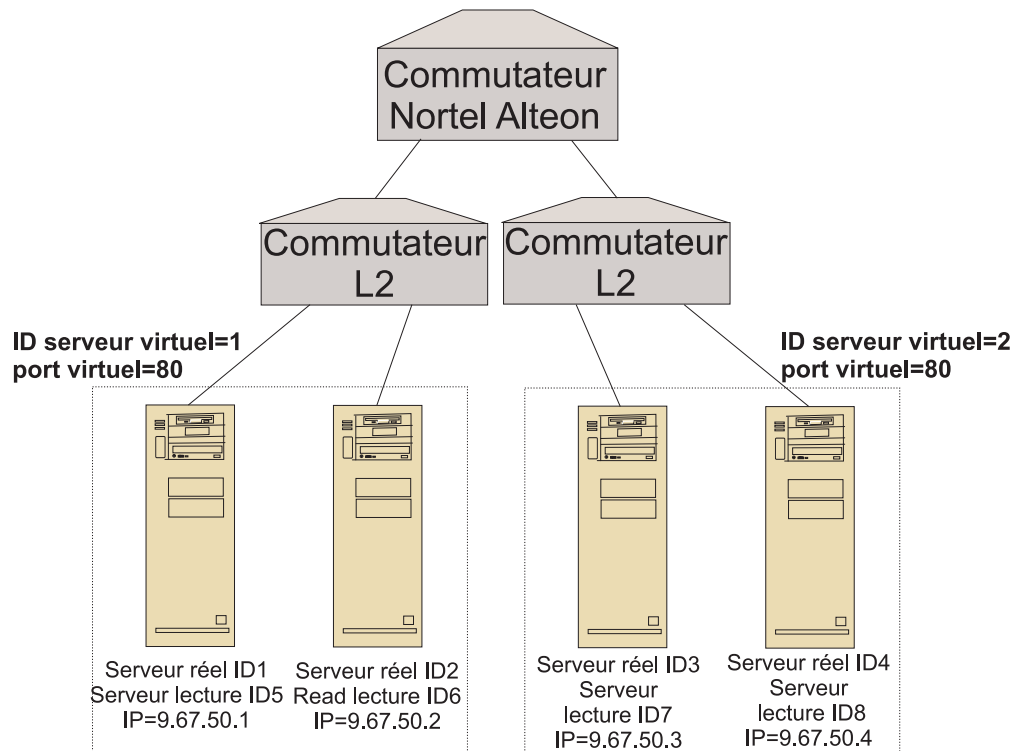 Commutateur
Nortel Alteon
Commutateur
L2
Commutateur
L2
ID serveur virtuel=1
port virtuel=80
ID serveur virtuel=2
port virtuel=80
Serveur réel ID1
Serveur lecture ID5
IP=9.67.50.1
Serveur réel ID2
Read lecture ID6
IP=9.67.50.2
Serveur réel ID3
Serveur
lecture ID7
IP=9.67.50.3
Serveur réel ID4
Serveur
lecture ID8
IP=9.67.50.4